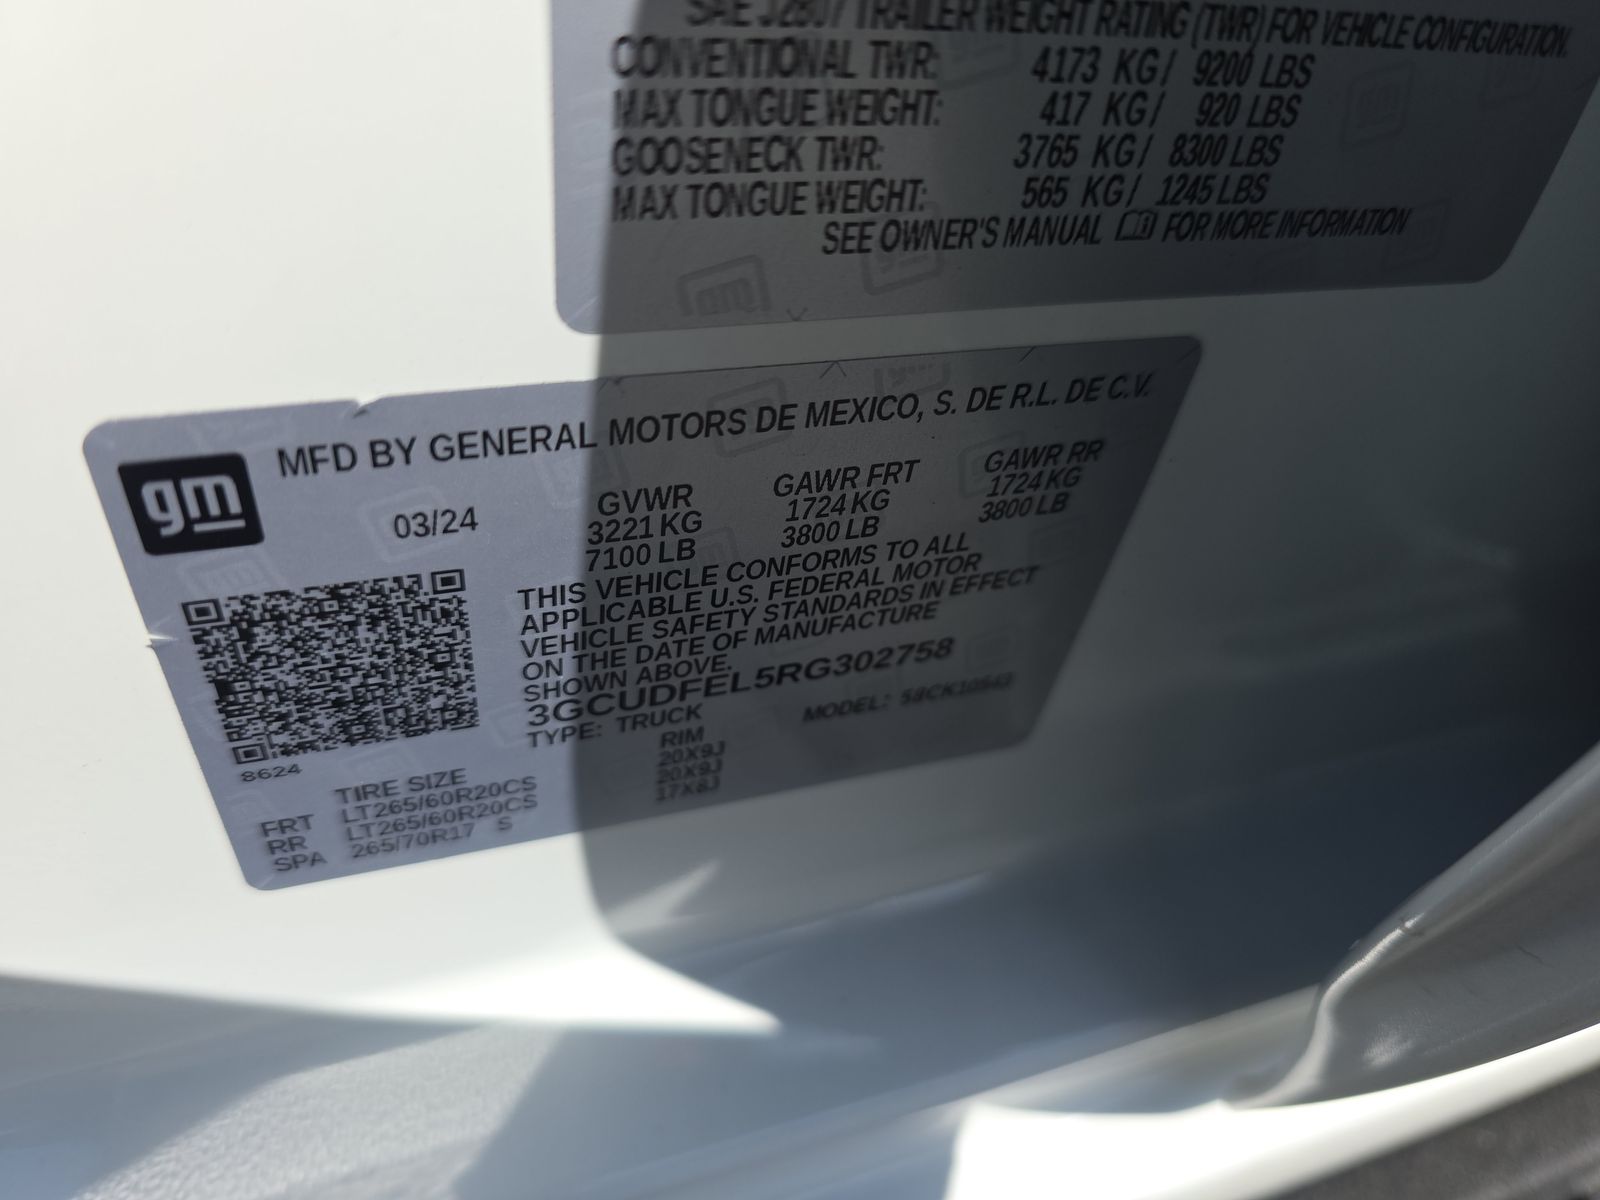 SAE J2807 TRAILER WEIGHT RATING (TWR) FOR VEHICLE CONFIGURATION.
CONVENTIONAL TWR: 4173 KG / 9200 LBS
MAX TONGUE WEIGHT: 417 KG / 920 LBS
GOOSENECK TWR: 3765 KG / 8300 LBS
MAX TONGUE WEIGHT: 565 KG / 1245 LBS
SEE OWNER'S MANUAL FOR MORE INFORMATION
gm
MFD BY GENERAL MOTORS DE MEXICO, S. DE R.L. DE C.V.
03/24
GVWR GAWR FRT GAWR RR
3221 KG 1724 KG 1724 KG
7100 LB 3800 LB 3800 LB
THIS VEHICLE CONFORMS TO ALL
APPLICABLE U.S. FEDERAL MOTOR
VEHICLE SAFETY STANDARDS IN EFFECT
ON THE DATE OF MANUFACTURE
SHOWN ABOVE.
3GCUDFEL5RG302758
TYPE: TRUCK MODEL:
8624
TIRE SIZE RIM
FRT LT265/60R20CS 20X9J
RR LT265/60R20CS 20X9J
SPA 265/70R17 S 17X8J